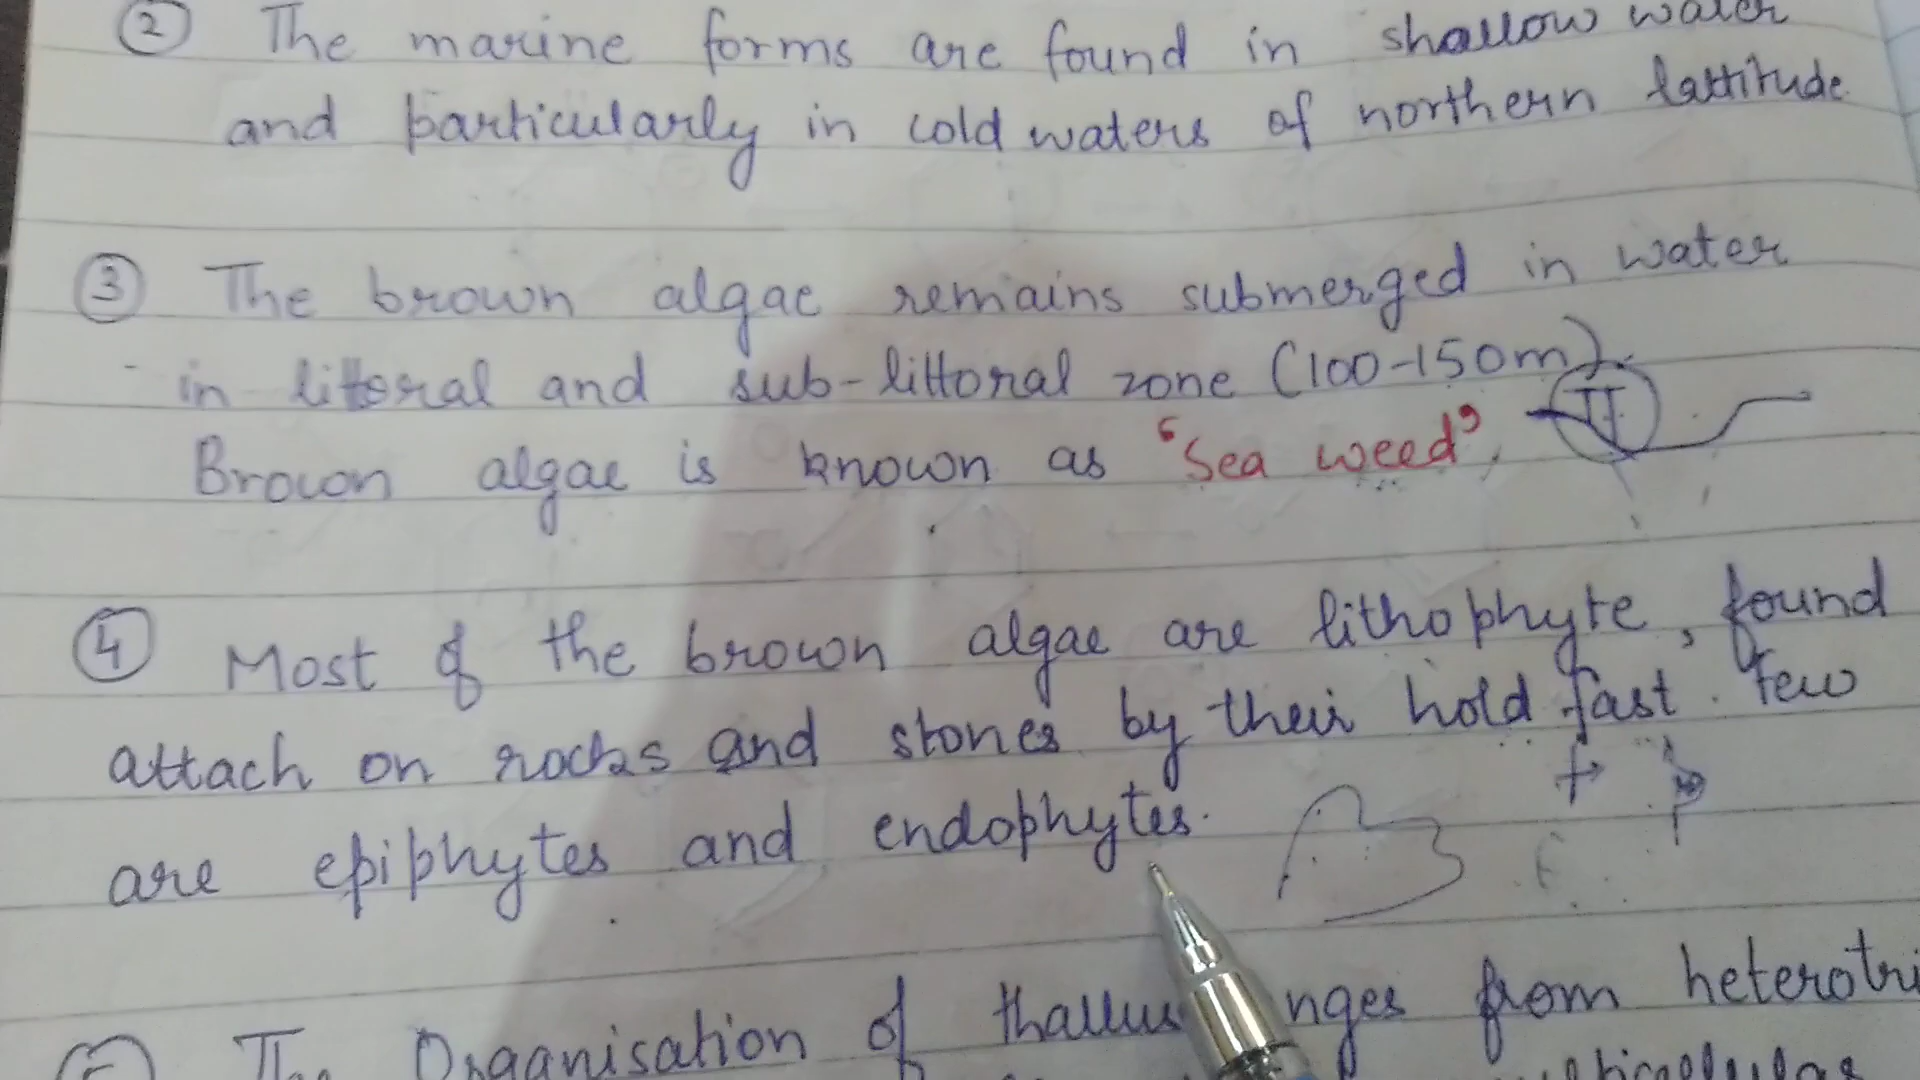 ② The marine forms are found in shallow water
and particularly in cold waters of northern lattitude
③ The brown algae remains submerged in water
in littoral and sub-littoral zone (100-150m).
Brown algae is known as 'Sea weed',
④ Most of the brown algae are lithophyte, found
attach on rocks and stones by their hold fast. Few
are epiphytes and endophytes.
The Organisation of thallus nges from heterotri